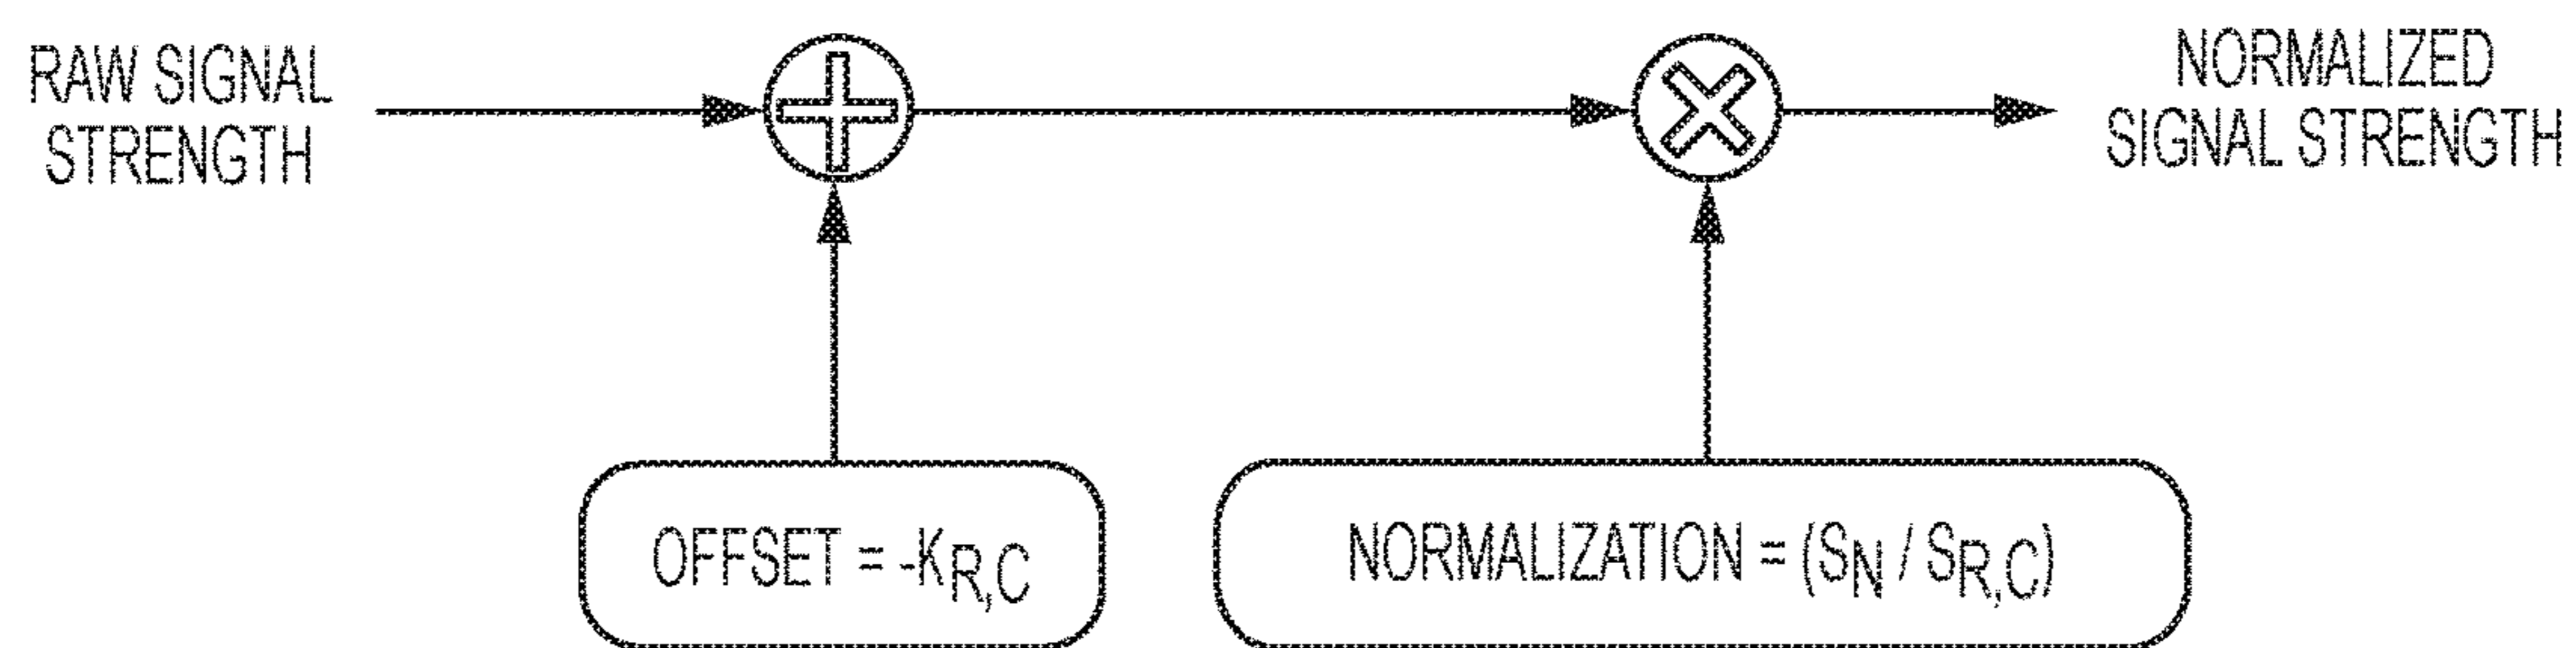 RAW SIGNAL
STRENGTH
NORMALIZED
SIGNAL STRENGTH
OFFSET = -KR,C
NORMALIZATION = (SN / SR,C)